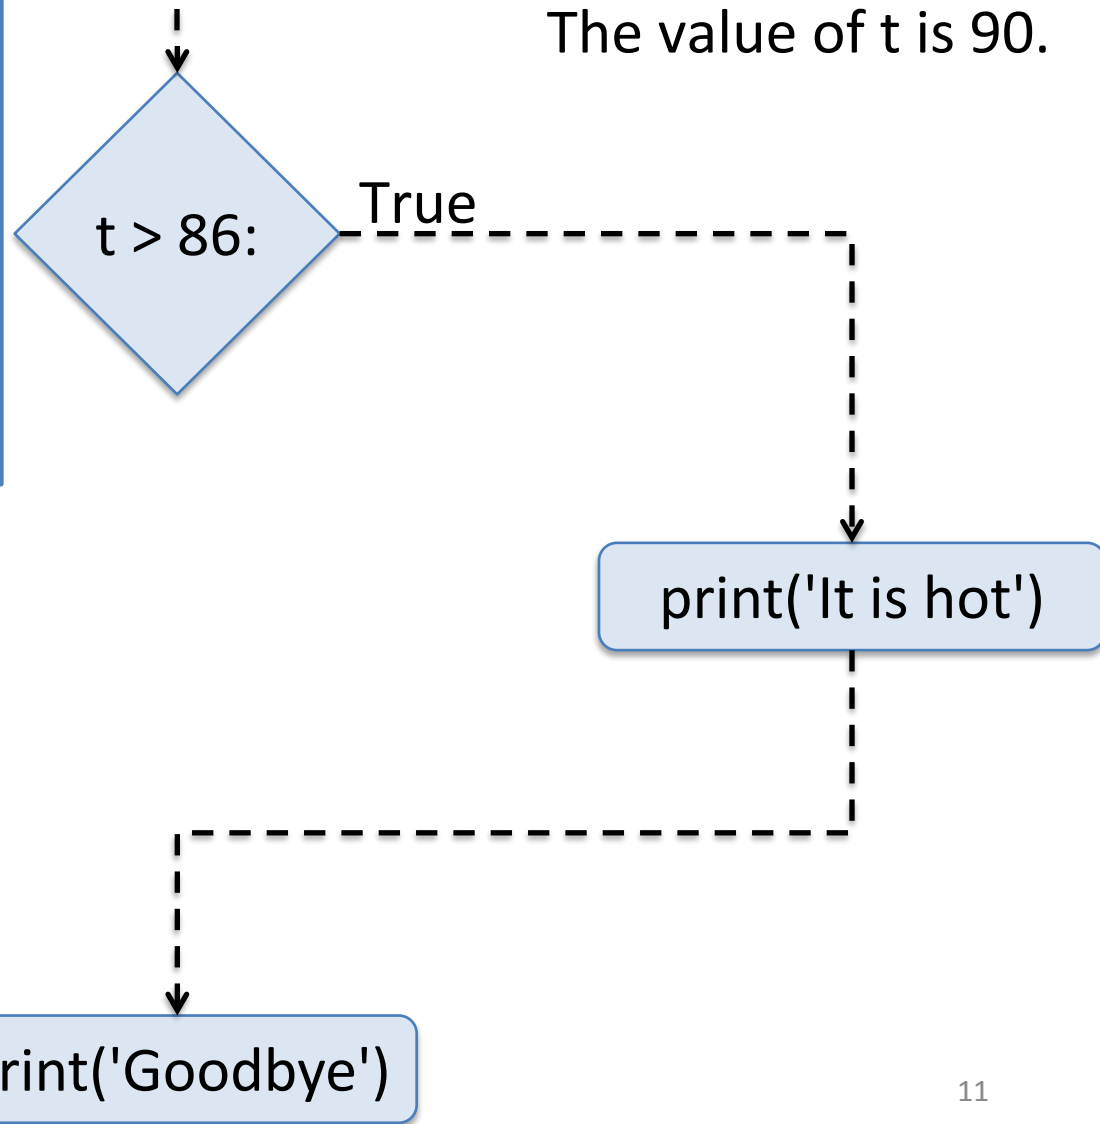 The value of t is 90.
True
t > 86:
print('It is hot')
rint('Goodbye')
11